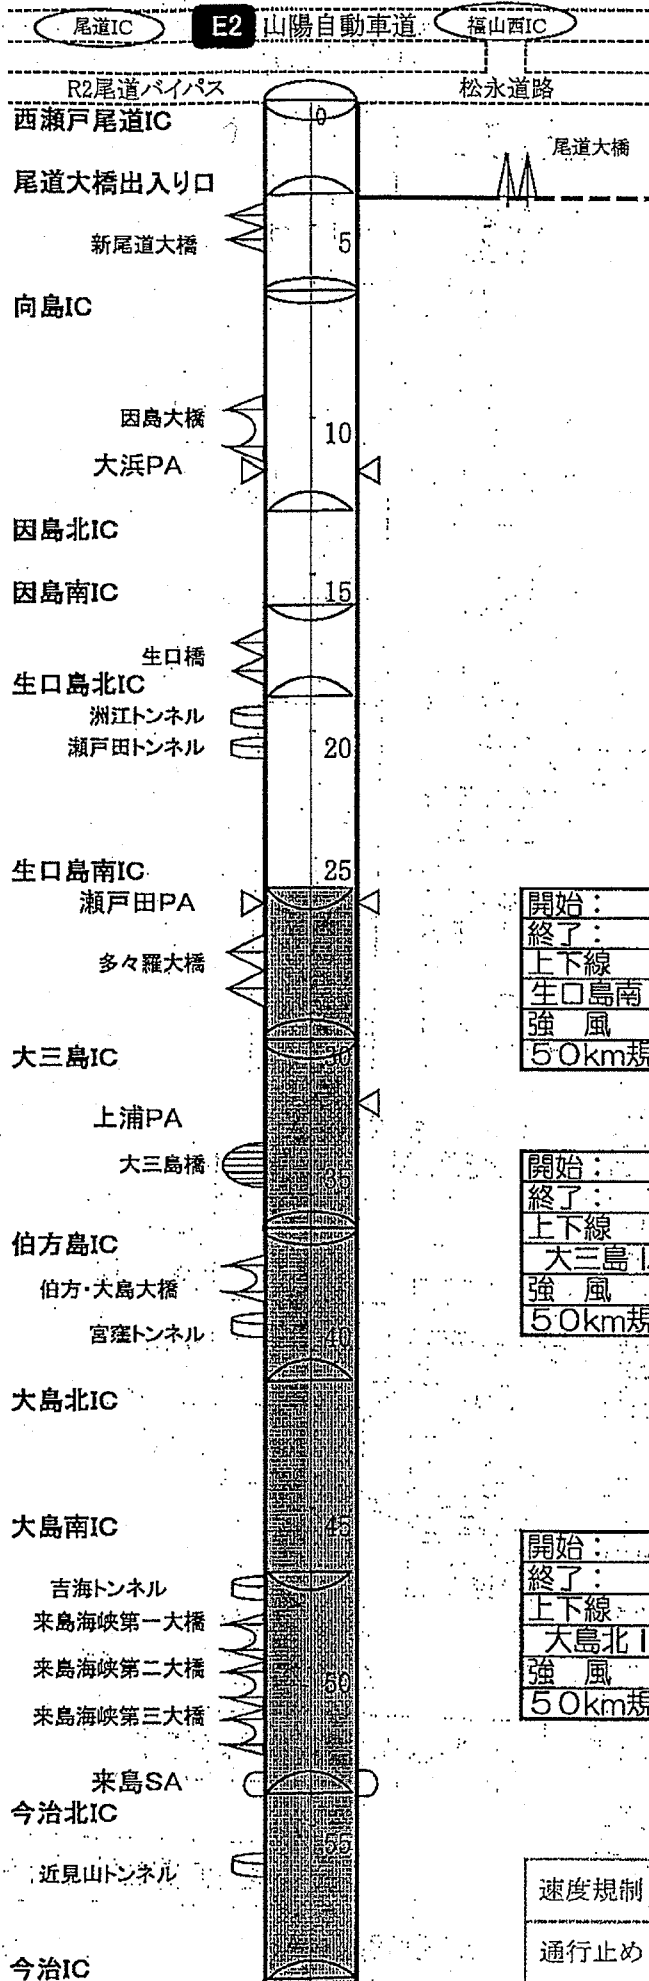 尾道IC E2 山陽自動車道 福山西IC
R2尾道バイパス 松永道路
西瀬戸尾道IC 0
尾道大橋
尾道大橋出入り口
新尾道大橋 5
向島IC
因島大橋 10
大浜PA
因島北IC
因島南IC 15
生口橋
生口島北IC
洲江トンネル
瀬戸田トンネル 20
生口島南IC 25
瀬戸田PA
開始:
終了:
多々羅大橋 上下線
生口島南
強 風
大三島IC 30 50km規
上浦PA
大三島橋 開始:
35
終了:
伯方島IC 上下線
大三島I
伯方・大島大橋 強 風
宮窪トンネル 40 50km規
大島北IC
大島南IC 45
開始:
吉海トンネル 終了:
来島海峡第一大橋 上下線
大島北I
来島海峡第二大橋 50 強 風
来島海峡第三大橋 50km規
来島SA
今治北IC
55
近見山トンネル
速度規制
通行止め
今治IC